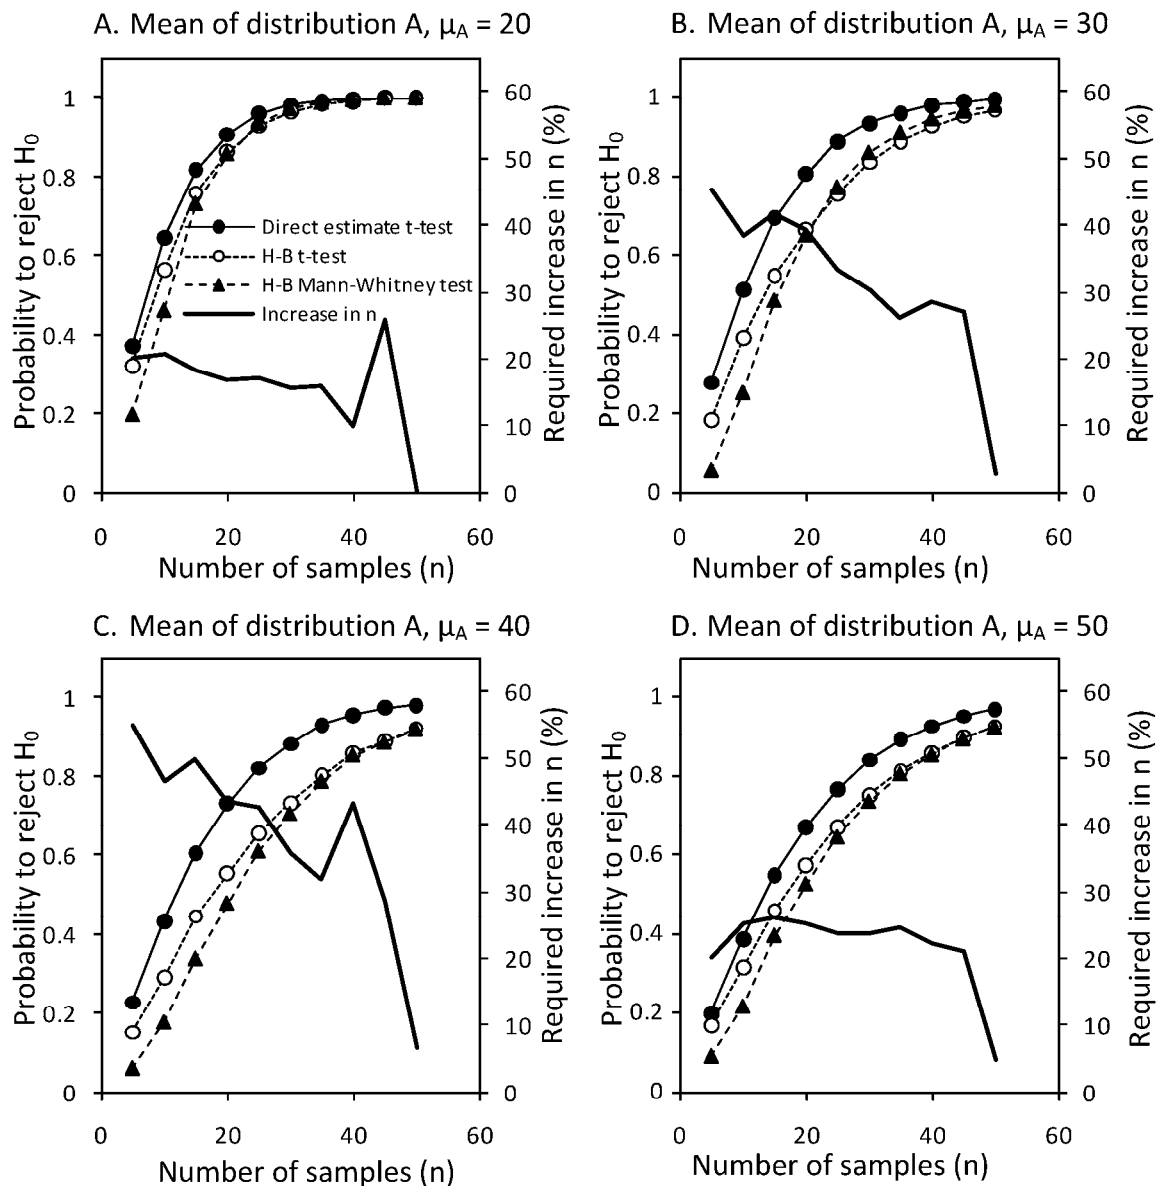 A. Mean of distribution A, μA = 20
Probability to reject H0
1
0.8
0.6
0.4
0.2
0
60
50
40
30
20
10
0
Required increase in n (%)
Direct estimate t-test
H-B t-test
H-B Mann-Whitney test
Increase in n
0 20 40 60
Number of samples (n)
B. Mean of distribution A, μA = 30
Probability to reject H0
1
0.8
0.6
0.4
0.2
0
60
50
40
30
20
10
0
Required increase in n (%)
0 20 40 60
Number of samples (n)
C. Mean of distribution A, μA = 40
Probability to reject H0
1
0.8
0.6
0.4
0.2
0
60
50
40
30
20
10
0
Required increase in n (%)
0 20 40 60
Number of samples (n)
D. Mean of distribution A, μA = 50
Probability to reject H0
1
0.8
0.6
0.4
0.2
0
60
50
40
30
20
10
0
Required increase in n (%)
0 20 40 60
Number of samples (n)